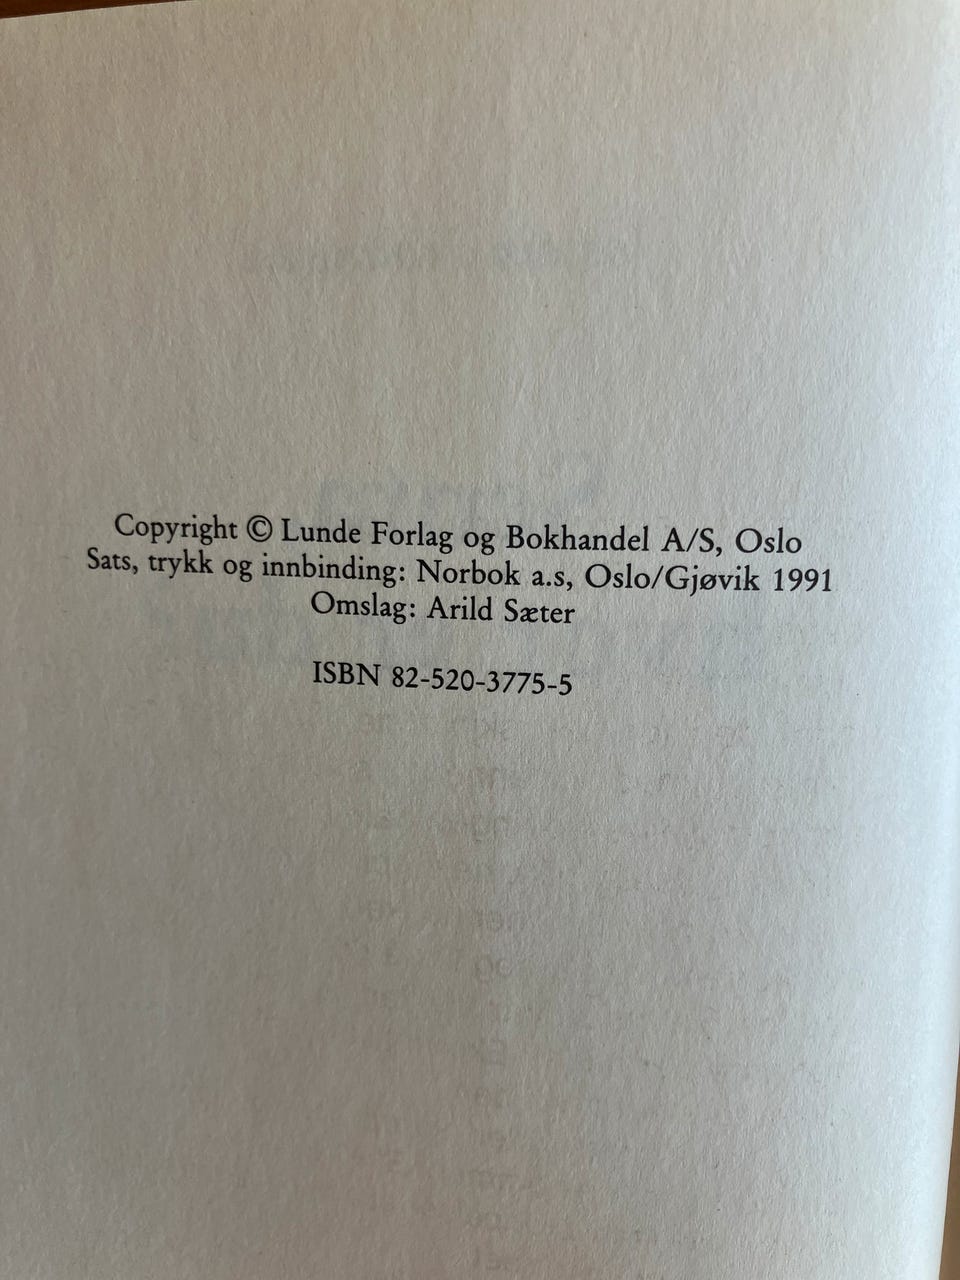 Copyright © Lunde Forlag og Bokhandel A/S, Oslo
Sats, trykk og innbinding: Norbok a.s, Oslo/Gjøvik 1991
Omslag: Arild Sæter
ISBN 82-520-3775-5